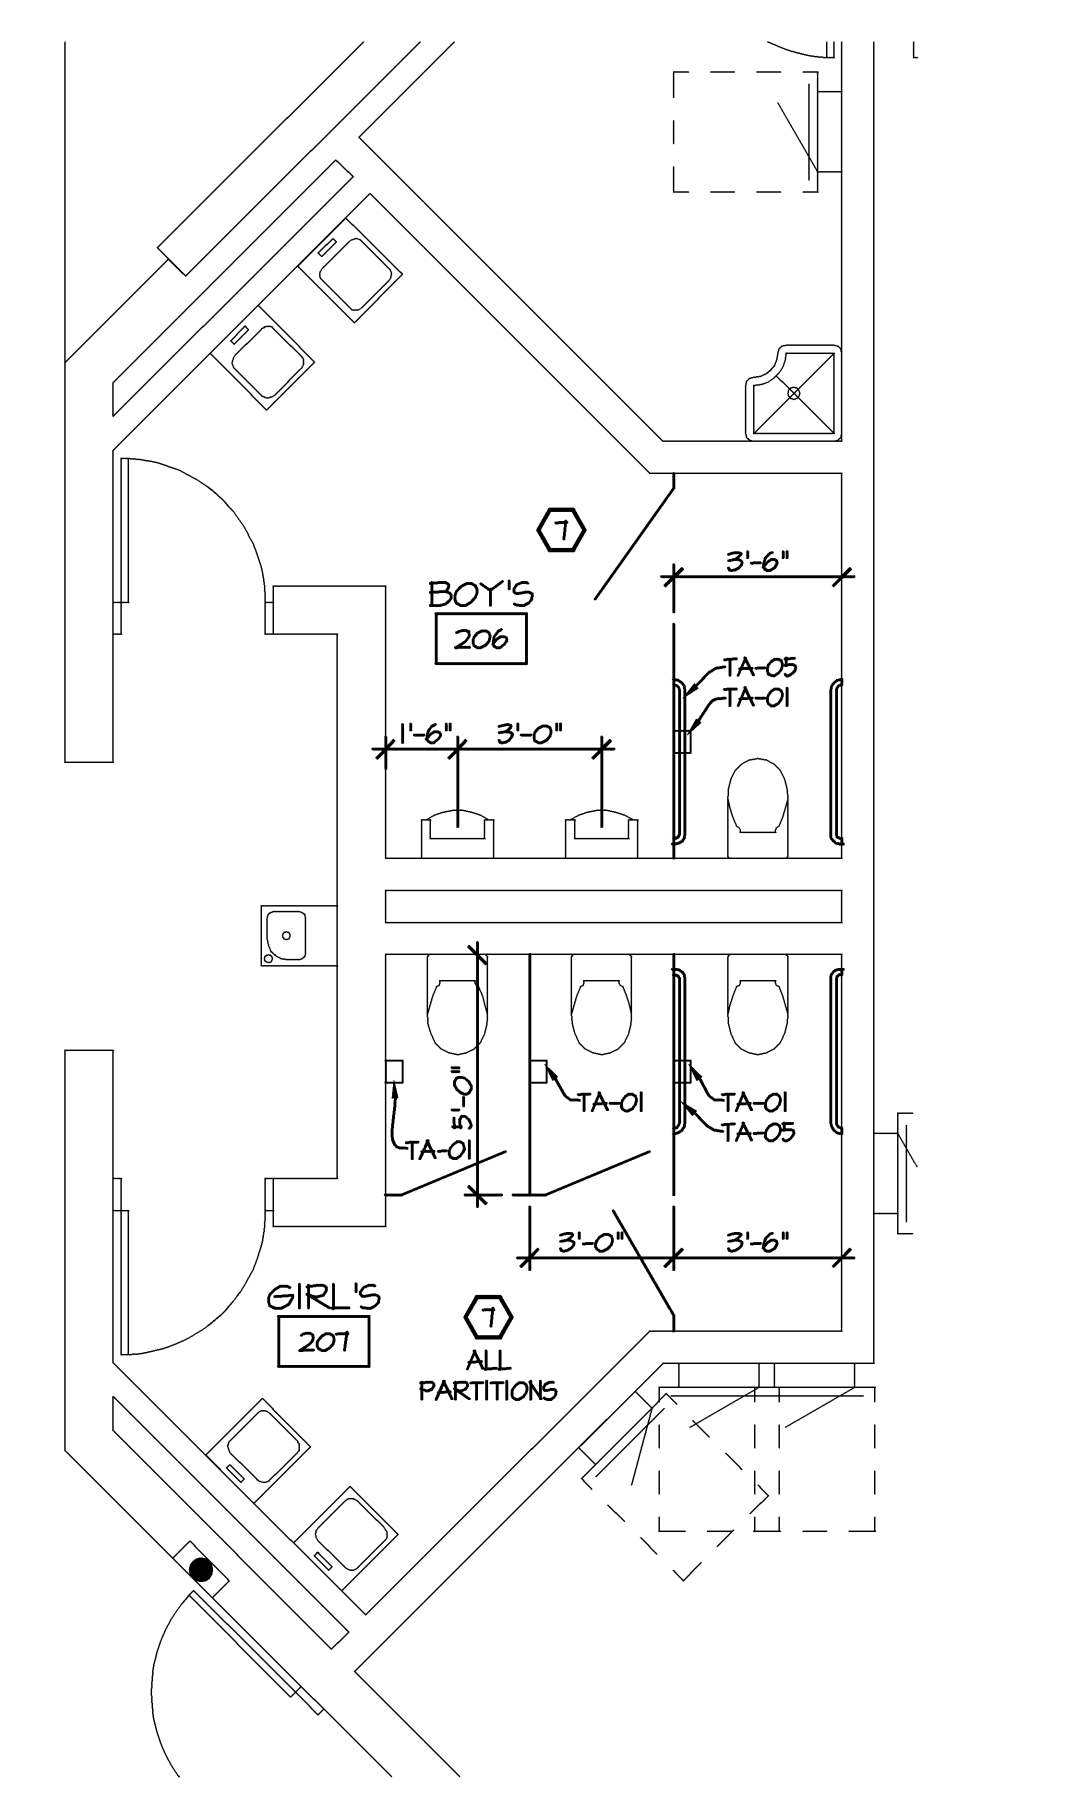 7
3'-6"
BOY'S
206
TA-05
TA-01
1'-6"
3'-0"
5'-0"
TA-01
TA-01
TA-05
TA-01
3'-0"
3'-6"
GIRL'S
207
7
ALL
PARTITIONS